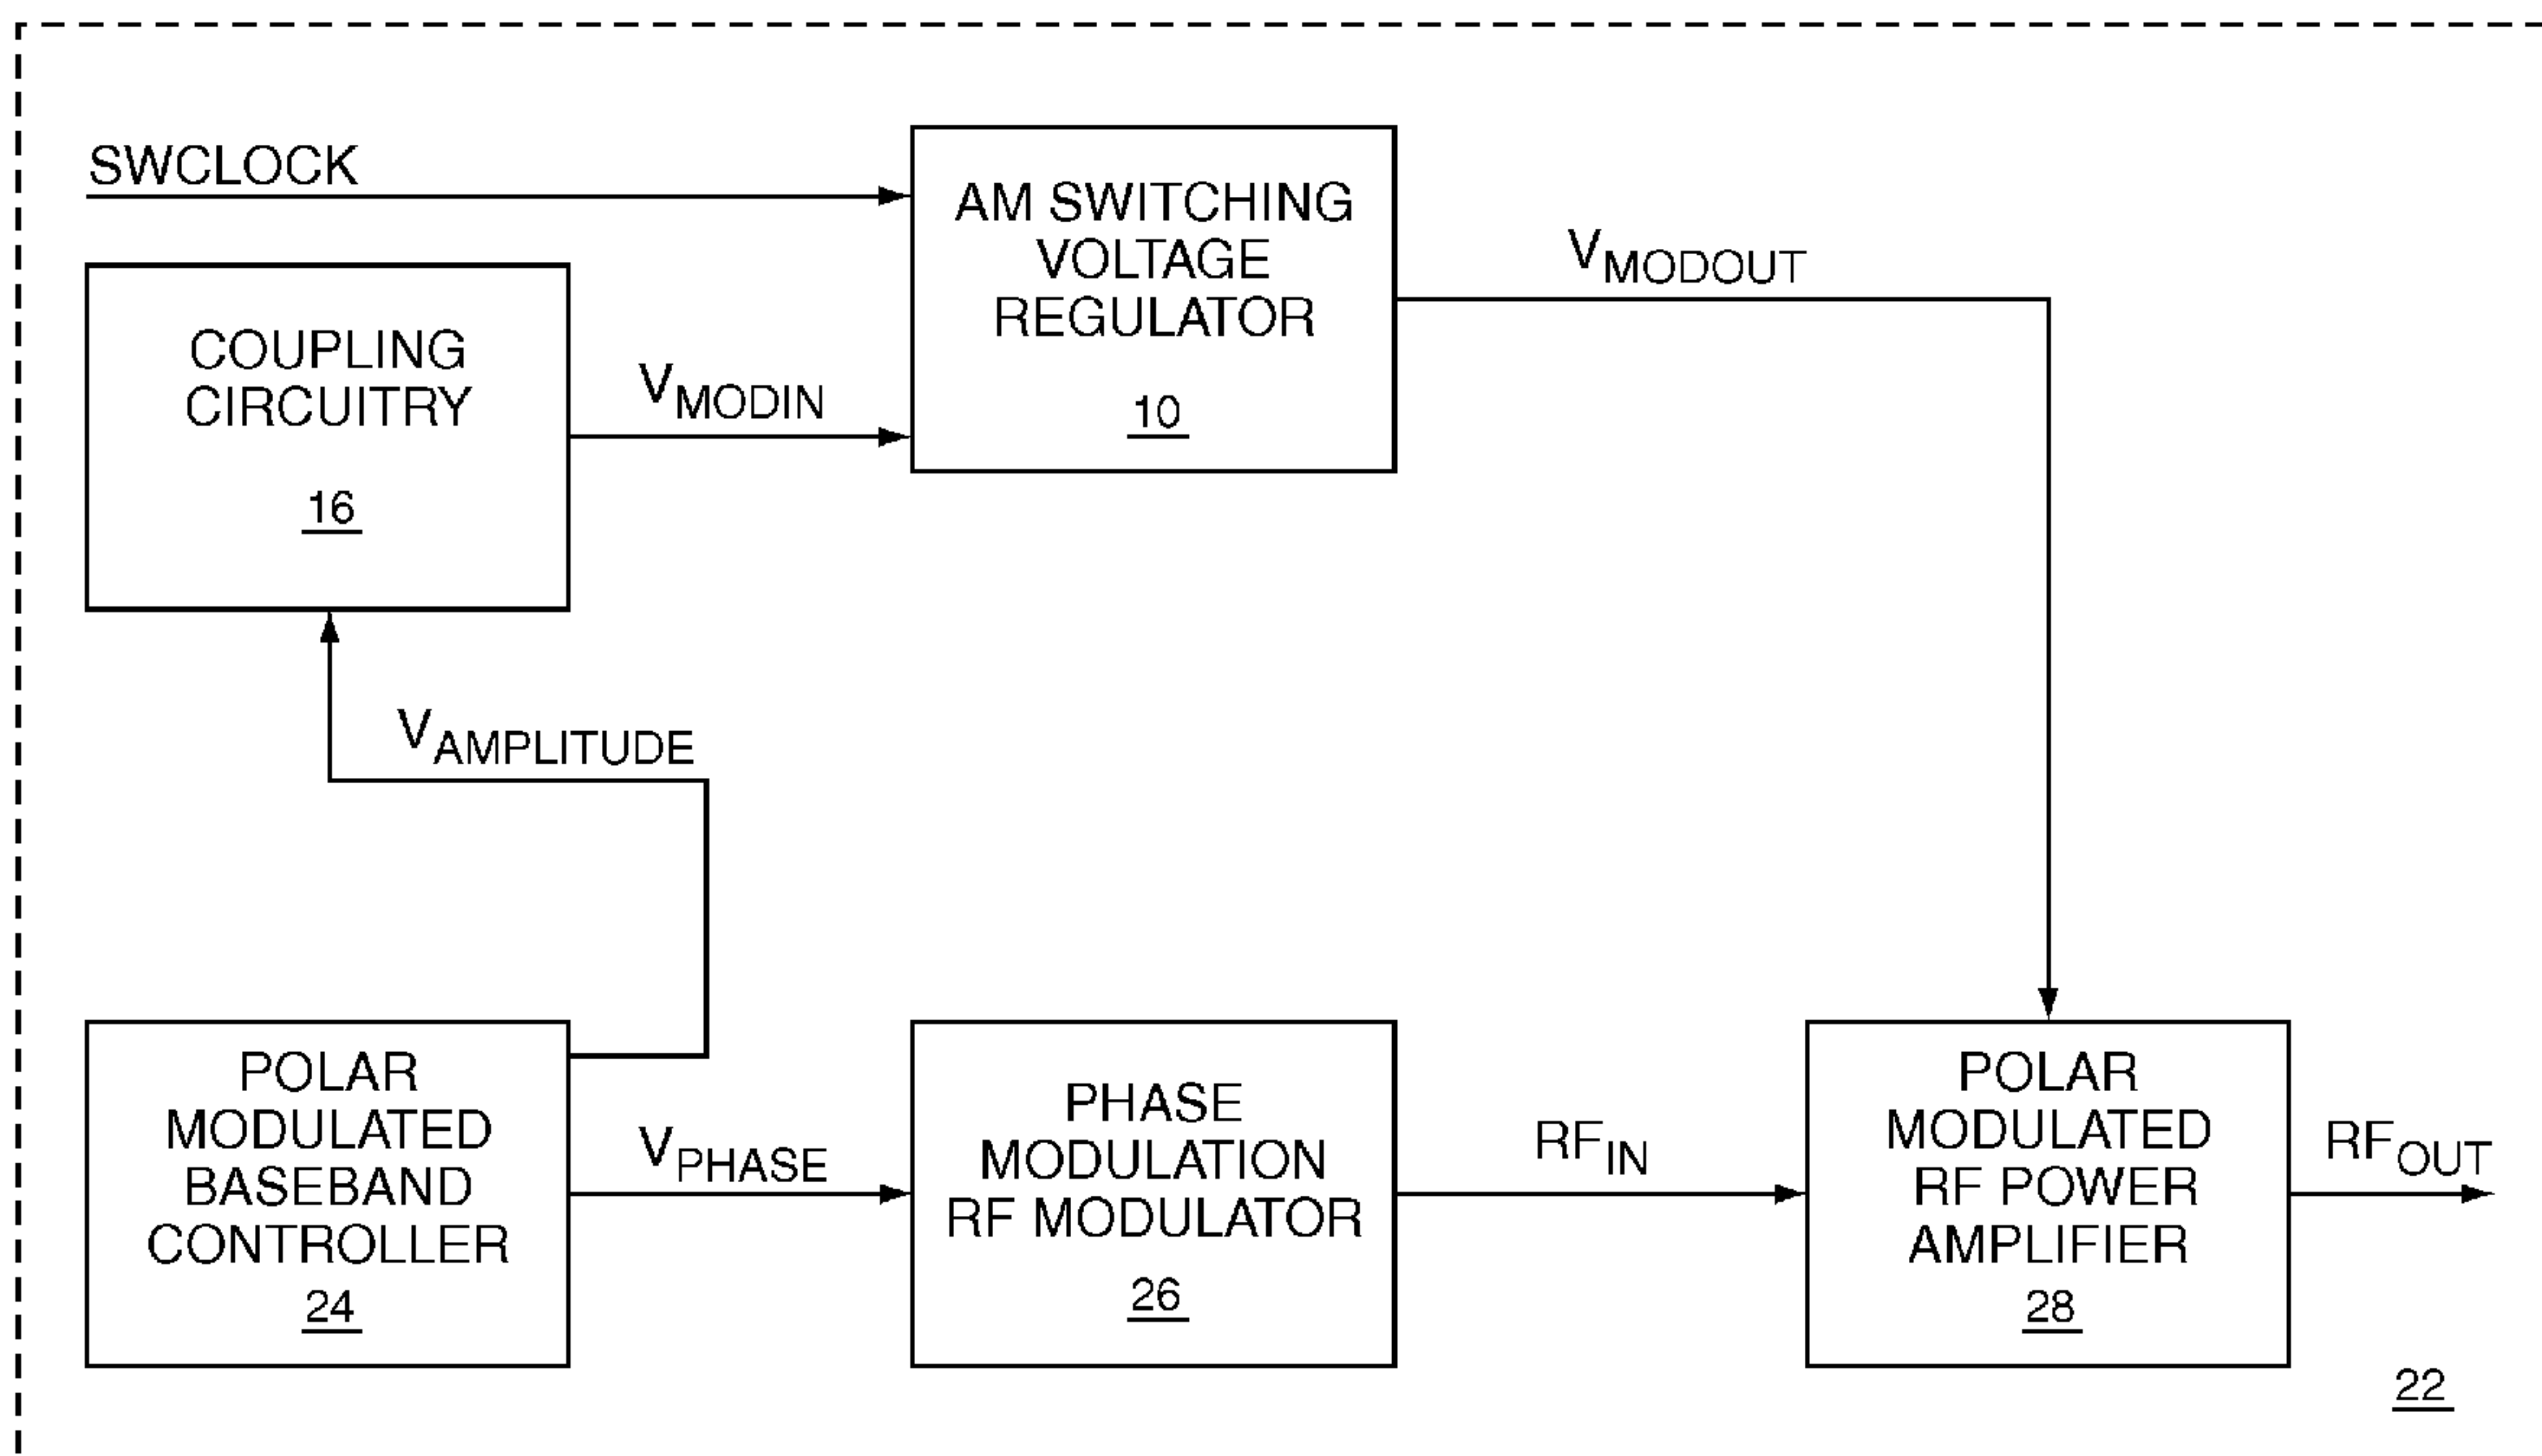 SWCLOCK
AM SWITCHING
VOLTAGE
REGULATOR
10
VMODOUT
COUPLING
CIRCUITRY
16
VMODIN
VAMPLITUDE
POLAR
MODULATED
BASEBAND
CONTROLLER
24
VPHASE
PHASE
MODULATION
RF MODULATOR
26
RFIN
POLAR
MODULATED
RF POWER
AMPLIFIER
28
RFOUT
22